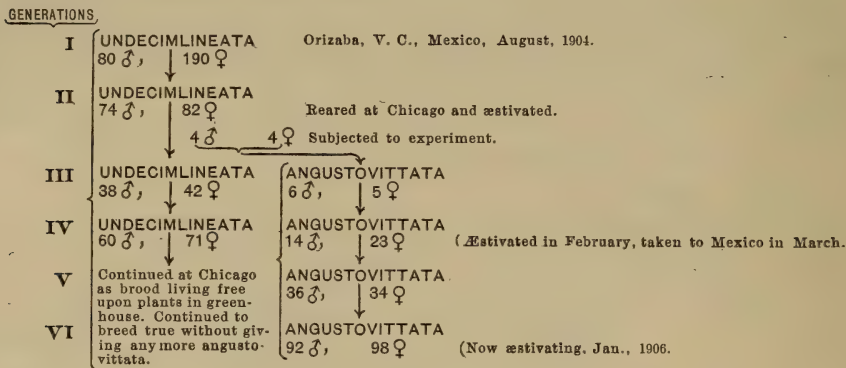 GENERATIONS
I UNDECIMLINEATA Orizaba, V. C., Mexico, August, 1904.
80 ♂, 190 ♀
II UNDECIMLINEATA
74 ♂, 82 ♀ Reared at Chicago and æstivated.
4 ♂ 4 ♀ Subjected to experiment.
III UNDECIMLINEATA ANGUSTOVITTATA
38 ♂, 42 ♀ 6 ♂, 5 ♀
IV UNDECIMLINEATA ANGUSTOVITTATA
60 ♂, 71 ♀ 14 ♂, 23 ♀ (Æstivated in February, taken to Mexico in March.
V Continued at Chicago ANGUSTOVITTATA
as brood living free 36 ♂, 34 ♀
upon plants in green-
house. Continued to
VI breed true without giv- ANGUSTOVITTATA
ing any more angusto- 92 ♂, 98 ♀ (Now æstivating, Jan., 1906.
vittata.